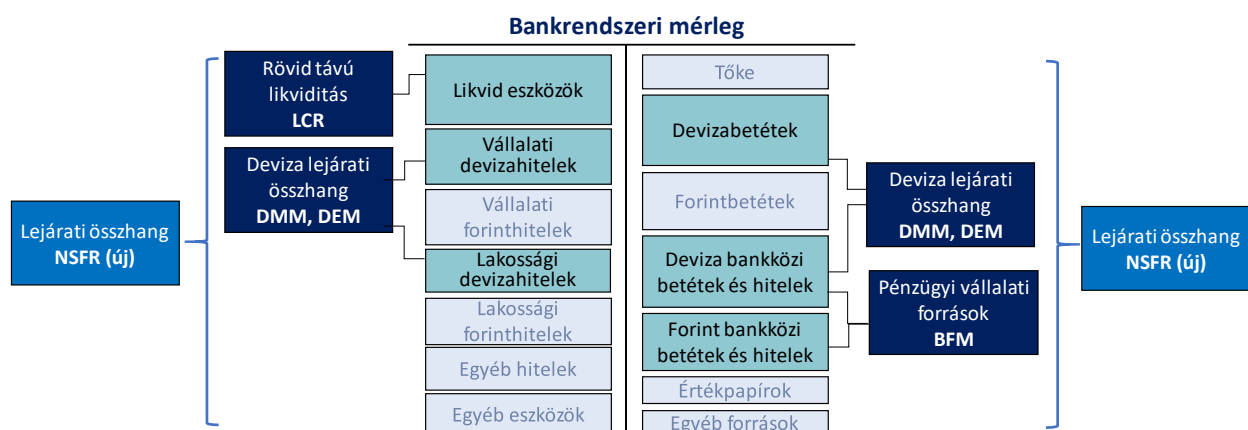 Bankrendszeri mérleg
Lejárati összhang
NSFR (új)
Rövid távú
likviditás
LCR
Deviza lejárati
összhang
DMM, DEM
Likvid eszközök
Vállalati
devizahitelek
Vállalati
forinthitelek
Lakossági
devizahitelek
Lakossági
forinthitelek
Egyéb hitelek
Egyéb eszközök
Tőke
Devizabetétek
Forintbetétek
Deviza bankközi
betétek és hitelek
Forint bankközi
betétek és hitelek
Értékpapírok
Egyéb források
Deviza lejárati
összhang
DMM, DEM
Pénzügyi vállalati
források
BFM
Lejárati összhang
NSFR (új)